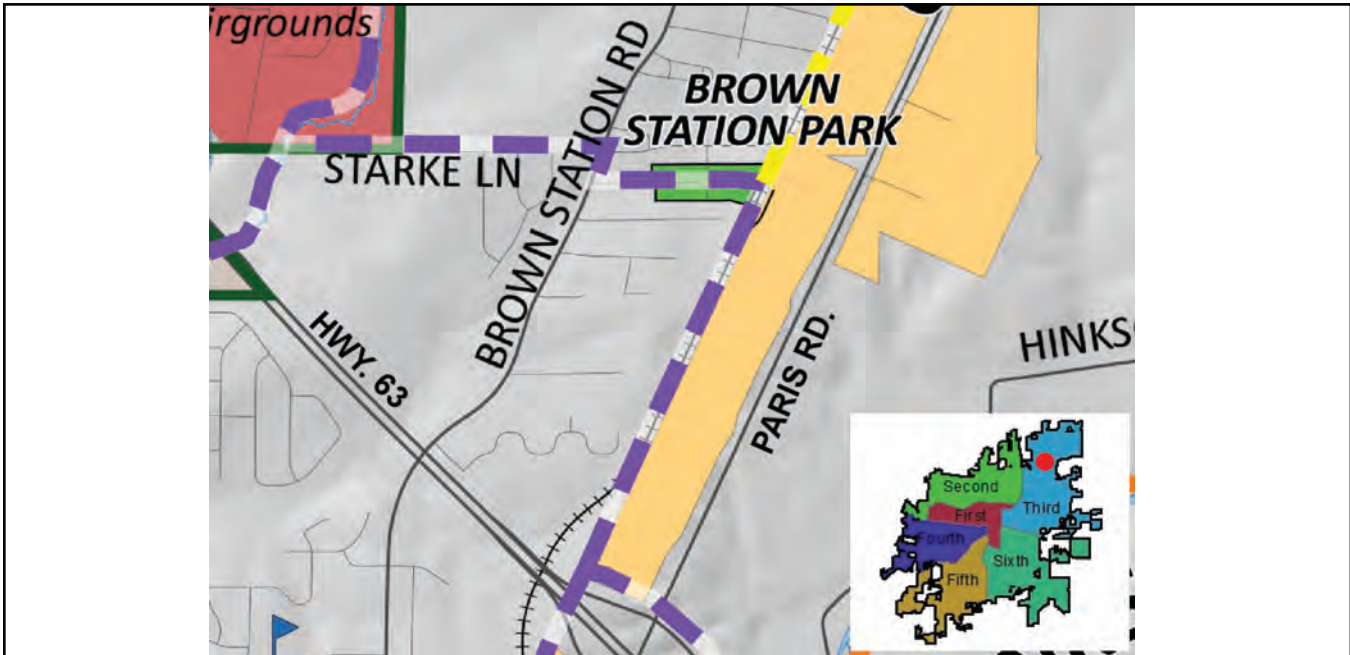 irgrounds
BROWN STATION RD
BROWN
STATION PARK
STARKE LN
HWY. 63
PARIS RD.
HINKS
Second
First
Third
Fourth
Sixth
Fifth